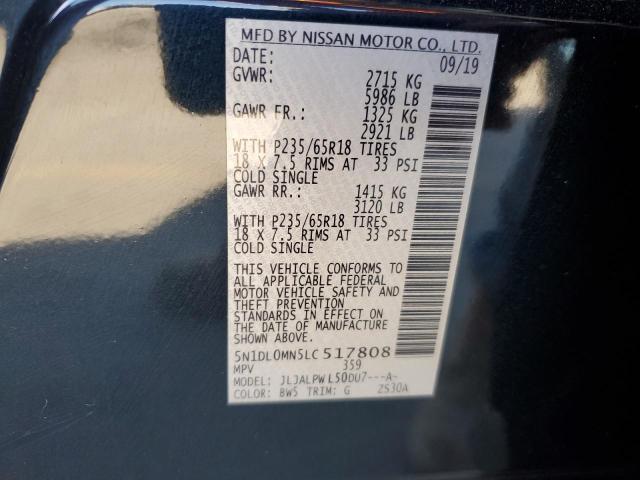 MFD BY NISSAN MOTOR CO., LTD.
DATE: 09/19
GVWR: 2715 KG
5986 LB
GAWR FR.: 1325 KG
2921 LB
WITH P235/65R18 TIRES
18 X 7.5 RIMS AT 33 PSI
COLD SINGLE
GAWR RR.: 1415 KG
3120 LB
WITH P235/65R18 TIRES
18 X 7.5 RIMS AT 33 PSI
COLD SINGLE
THIS VEHICLE CONFORMS TO
ALL APPLICABLE FEDERAL
MOTOR VEHICLE SAFETY AND
THEFT PREVENTION
STANDARDS IN EFFECT ON
THE DATE OF MANUFACTURE
SHOWN ABOVE.
5N1DL0MN5LC517808
MPV 359
MODEL: JLJALPWL50DU7---A-
COLOR: BW5 TRIM: G ZS30A